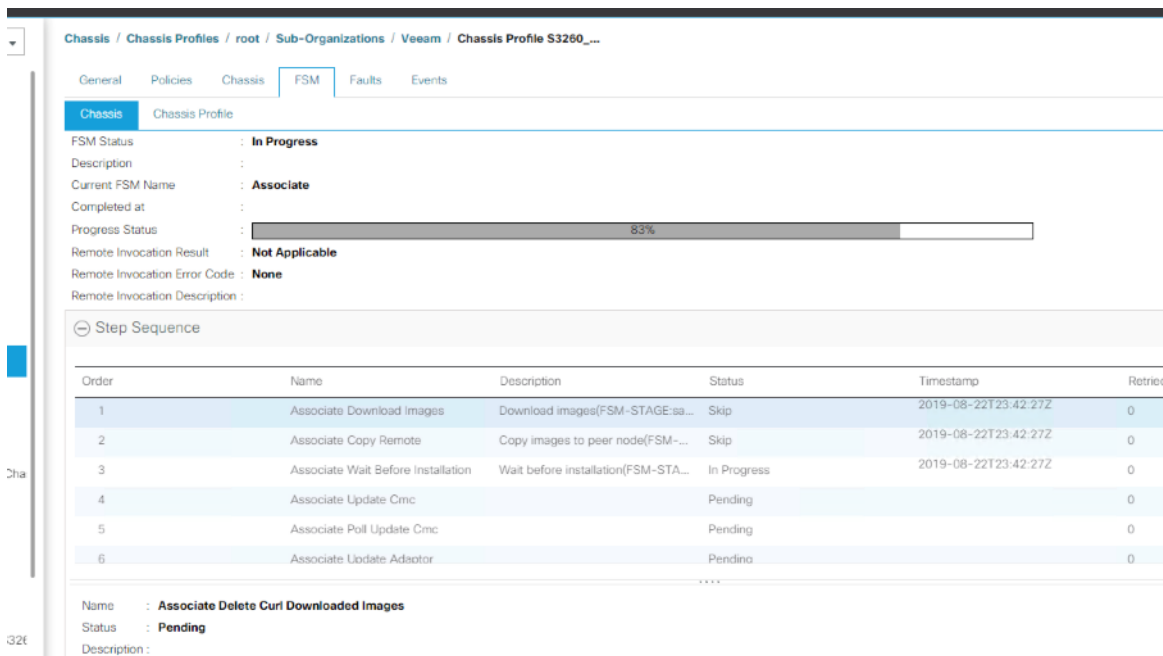 Chassis / Chassis Profiles / root / Sub-Organizations / Veeam / Chassis Profile S3260_...
General Policies Chassis FSM Faults Events
Chassis Chassis Profile
FSM Status : In Progress
Description :
Current FSM Name : Associate
Completed at :
Progress Status : 83%
Remote Invocation Result : Not Applicable
Remote Invocation Error Code : None
Remote Invocation Description :
Step Sequence
Order Name Description Status Timestamp Retried
1 Associate Download Images Download images(FSM-STAGE:sa... Skip 2019-08-22T23:42:27Z 0
2 Associate Copy Remote Copy images to peer node(FSM-... Skip 2019-08-22T23:42:27Z 0
3 Associate Wait Before Installation Wait before installation(FSM-STA... In Progress 2019-08-22T23:42:27Z 0
Cha
4 Associate Update Cmc Pending 0
5 Associate Poll Update Cmc Pending 0
6 Associate Update Adaptor Pending 0
Name : Associate Delete Curl Downloaded Images
Status : Pending
Description :